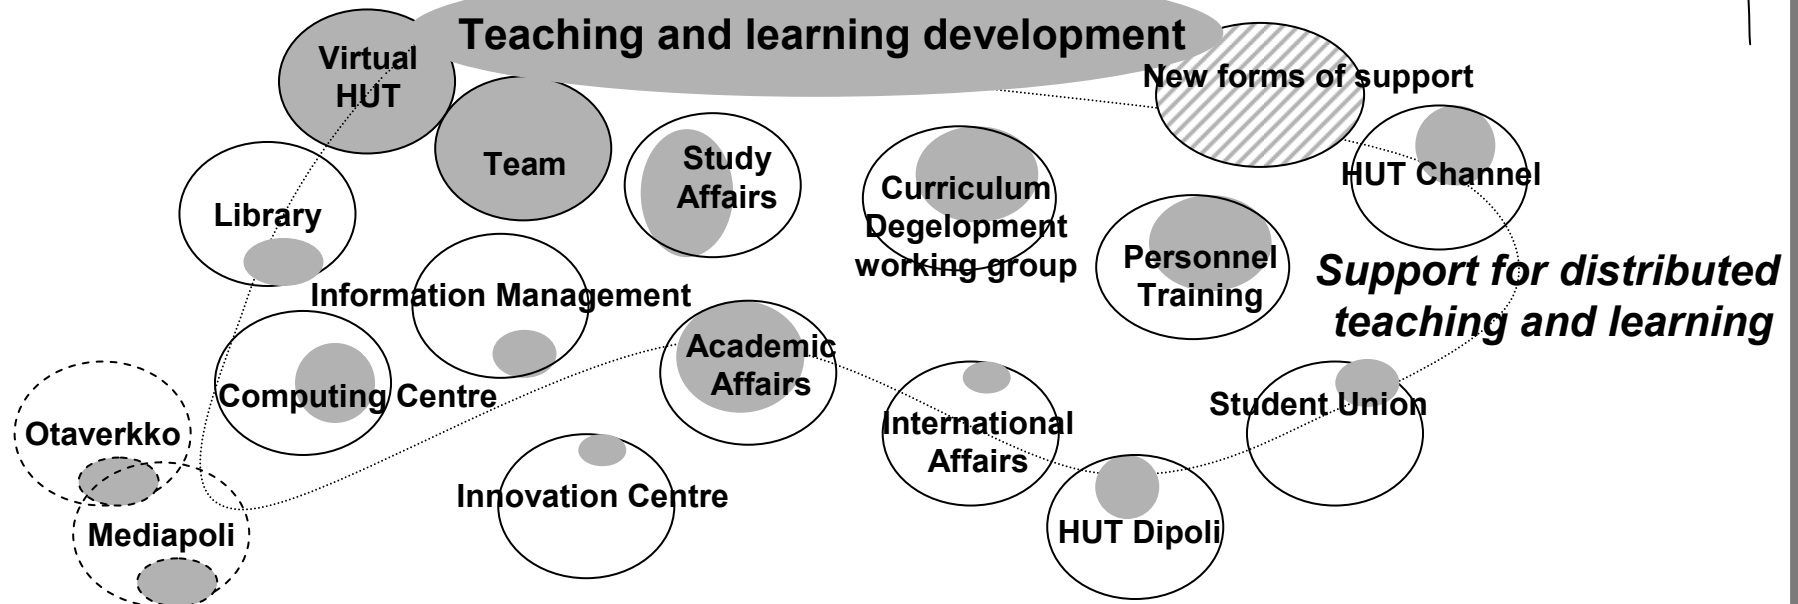 Teaching and learning development
Virtual
HUT
New forms of support
Team
Study
Affairs
Curriculum
Degelopment
working group
HUT Channel
Library
Personnel
Training
Support for distributed
teaching and learning
Information Management
Academic
Affairs
Computing Centre
International
Affairs
Student Union
Otaverkko
Innovation Centre
HUT Dipoli
Mediapoli